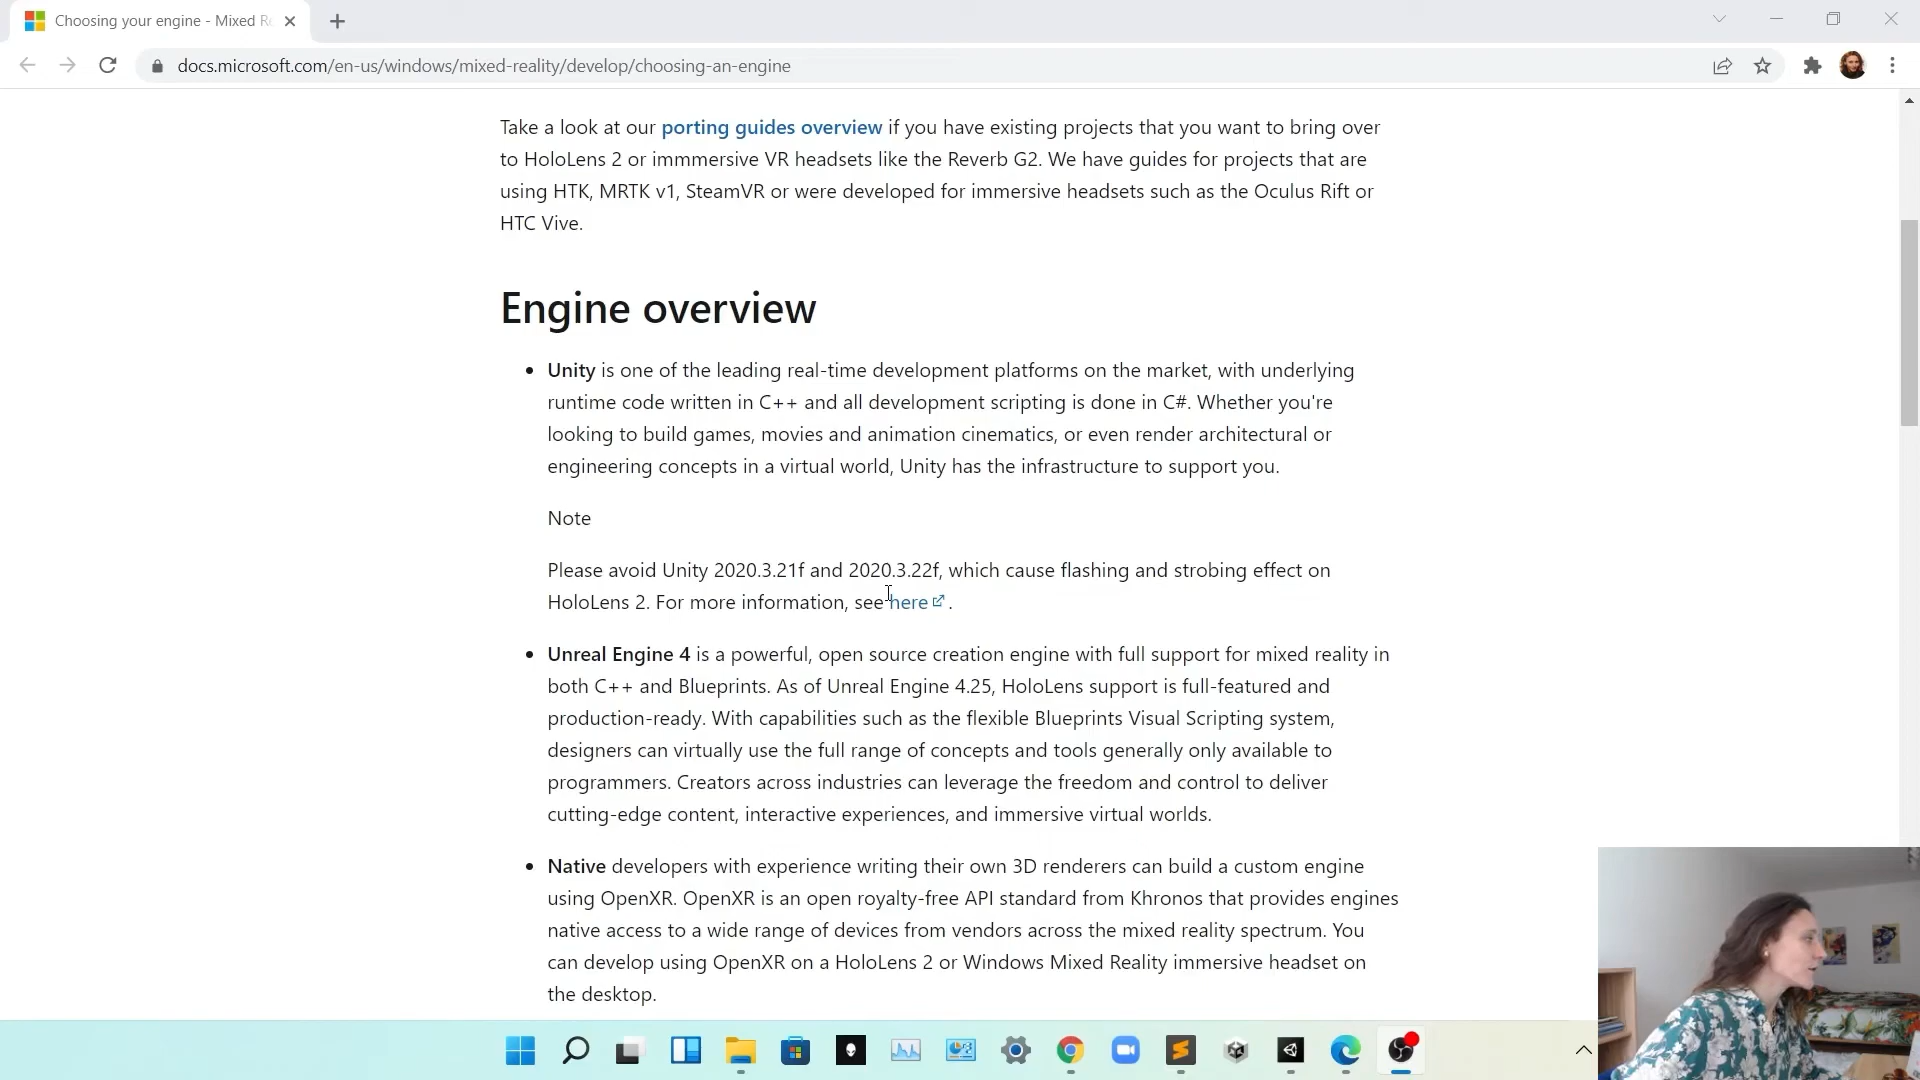 Choosing your engine - Mixed Re
docs.microsoft.com/en-us/windows/mixed-reality/develop/choosing-an-engine
Take a look at our porting guides overview if you have existing projects that you want to bring over
to HoloLens 2 or immmersive VR headsets like the Reverb G2. We have guides for projects that are
using HTK, MRTK v1, SteamVR or were developed for immersive headsets such as the Oculus Rift or
HTC Vive.
Engine overview
• Unity is one of the leading real-time development platforms on the market, with underlying
runtime code written in C++ and all development scripting is done in C#. Whether you're
looking to build games, movies and animation cinematics, or even render architectural or
engineering concepts in a virtual world, Unity has the infrastructure to support you.
Note
Please avoid Unity 2020.3.21f and 2020.3.22f, which cause flashing and strobing effect on
HoloLens 2. For more information, see here .
• Unreal Engine 4 is a powerful, open source creation engine with full support for mixed reality in
both C++ and Blueprints. As of Unreal Engine 4.25, HoloLens support is full-featured and
production-ready. With capabilities such as the flexible Blueprints Visual Scripting system,
designers can virtually use the full range of concepts and tools generally only available to
programmers. Creators across industries can leverage the freedom and control to deliver
cutting-edge content, interactive experiences, and immersive virtual worlds.
• Native developers with experience writing their own 3D renderers can build a custom engine
using OpenXR. OpenXR is an open royalty-free API standard from Khronos that provides engines
native access to a wide range of devices from vendors across the mixed reality spectrum. You
can develop using OpenXR on a HoloLens 2 or Windows Mixed Reality immersive headset on
the desktop.